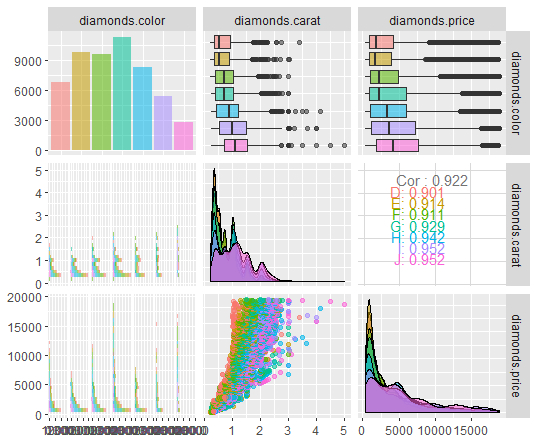 diamonds.color
diamonds.carat
diamonds.price
9000
6000
3000
0
diamonds.color
5
4
3
2
1
0
Cor : 0.922
D: 0.901
E: 0.914
F: 0.911
G: 0.929
H: 0.942
I: 0.952
J: 0.952
diamonds.carat
20000
15000
10000
5000
0
diamonds.price
1 2 3 4 5
0 5000 10000 15000